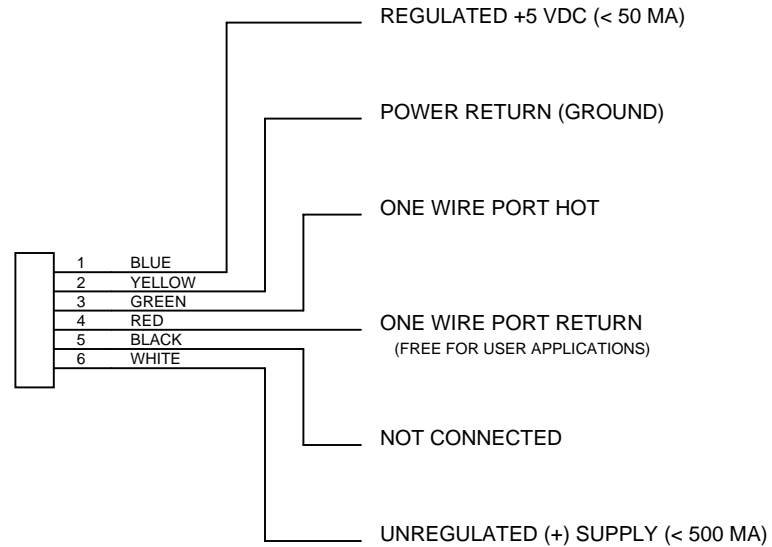 REGULATED +5 VDC (< 50 MA)
POWER RETURN (GROUND)
ONE WIRE PORT HOT
1 BLUE
2 YELLOW
3 GREEN
4 RED
5 BLACK
6 WHITE
ONE WIRE PORT RETURN
(FREE FOR USER APPLICATIONS)
NOT CONNECTED
UNREGULATED (+) SUPPLY (< 500 MA)